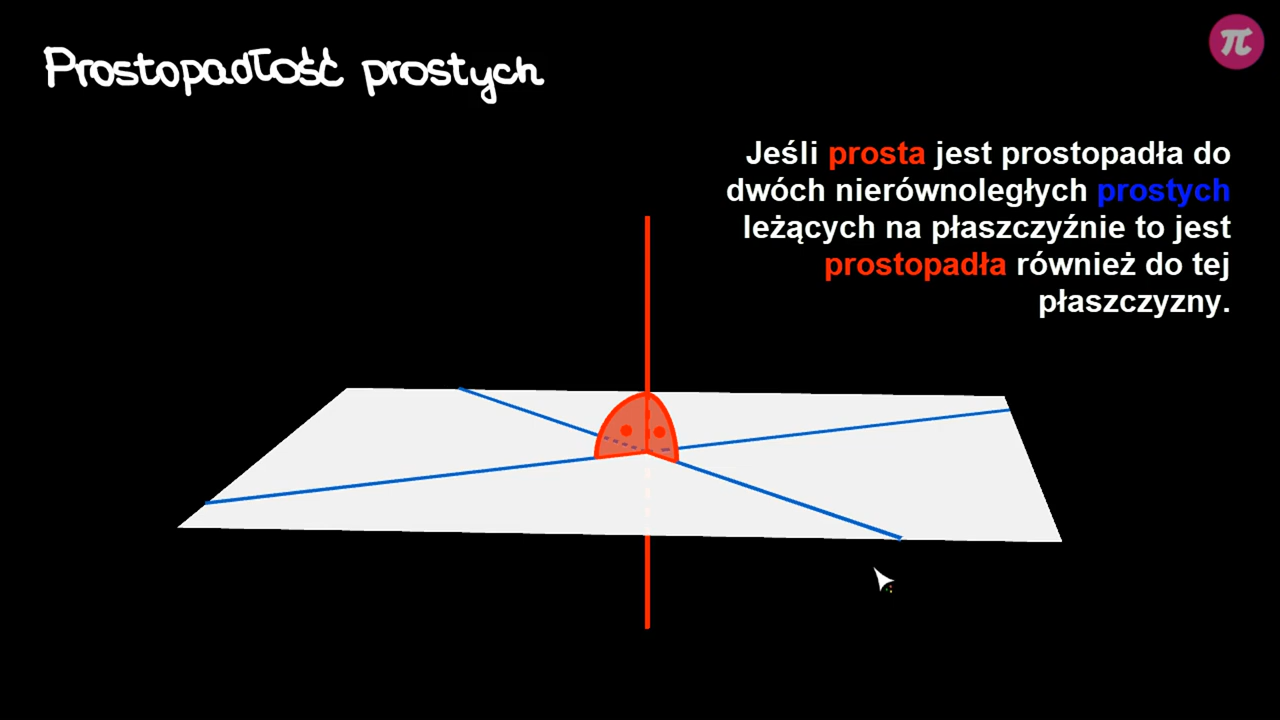 Prostopadłość prostych
π
Jeśli prosta jest prostopadła do
dwóch nierównoległych prostych
leżących na płaszczyźnie to jest
prostopadła również do tej
płaszczyzny.